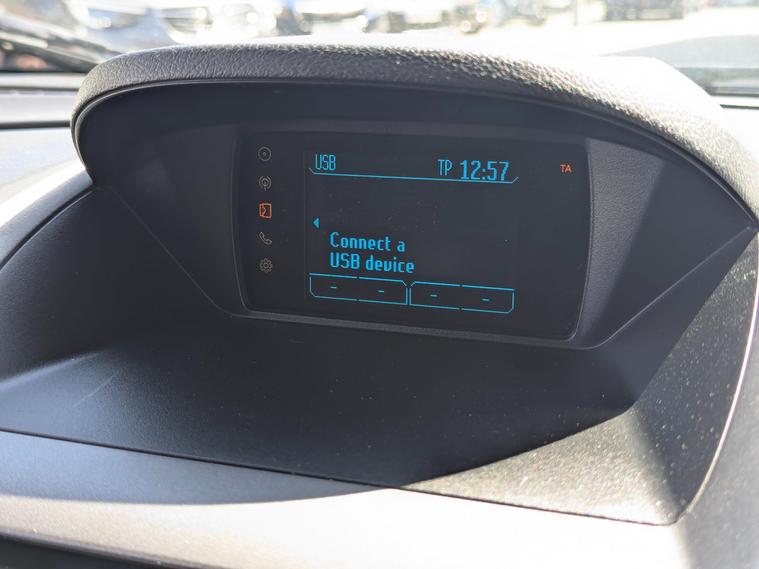 USB TP 12:57 TA
Connect a
USB device